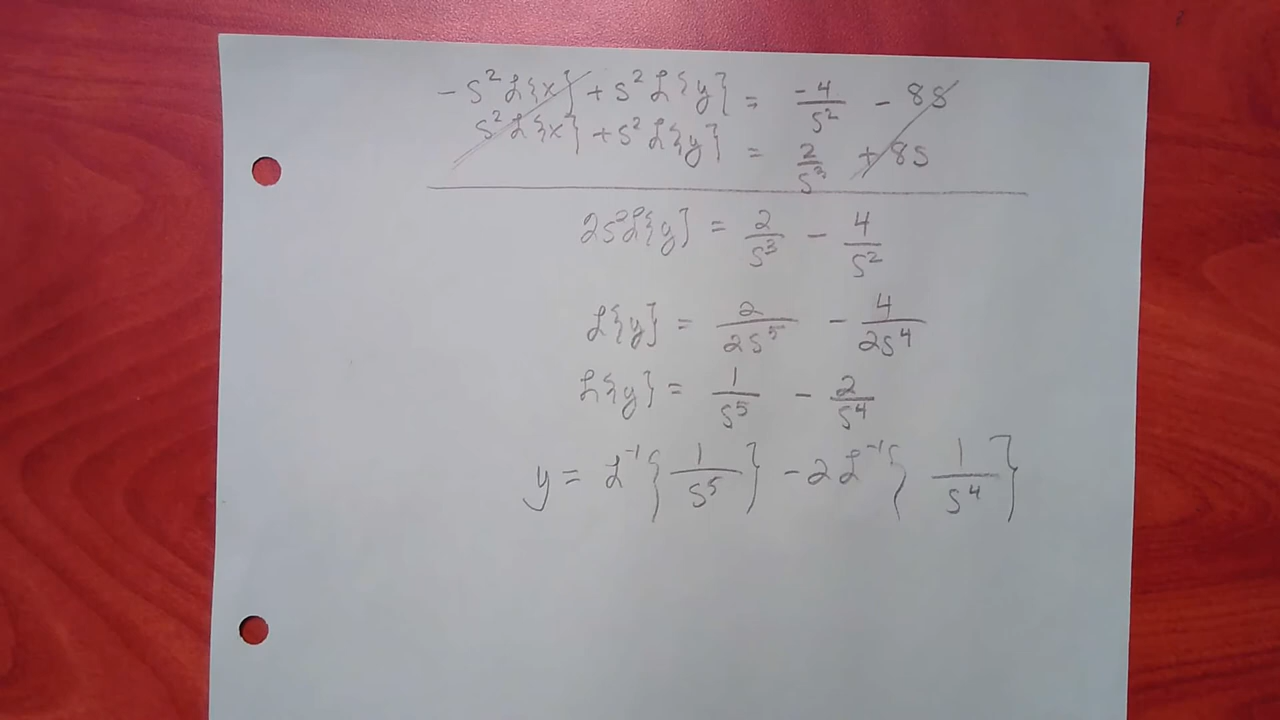 -s²ℒ{x} + s²ℒ{y} = -4/s² - 8s
s²ℒ{x} + s²ℒ{y} = 2/s³ + 8s
2s²ℒ{y} = 2/s³ - 4/s²
ℒ{y} = 2/2s⁵ - 4/2s⁴
ℒ{y} = 1/s⁵ - 2/s⁴
y = ℒ⁻¹{1/s⁵} - 2ℒ⁻¹{1/s⁴}